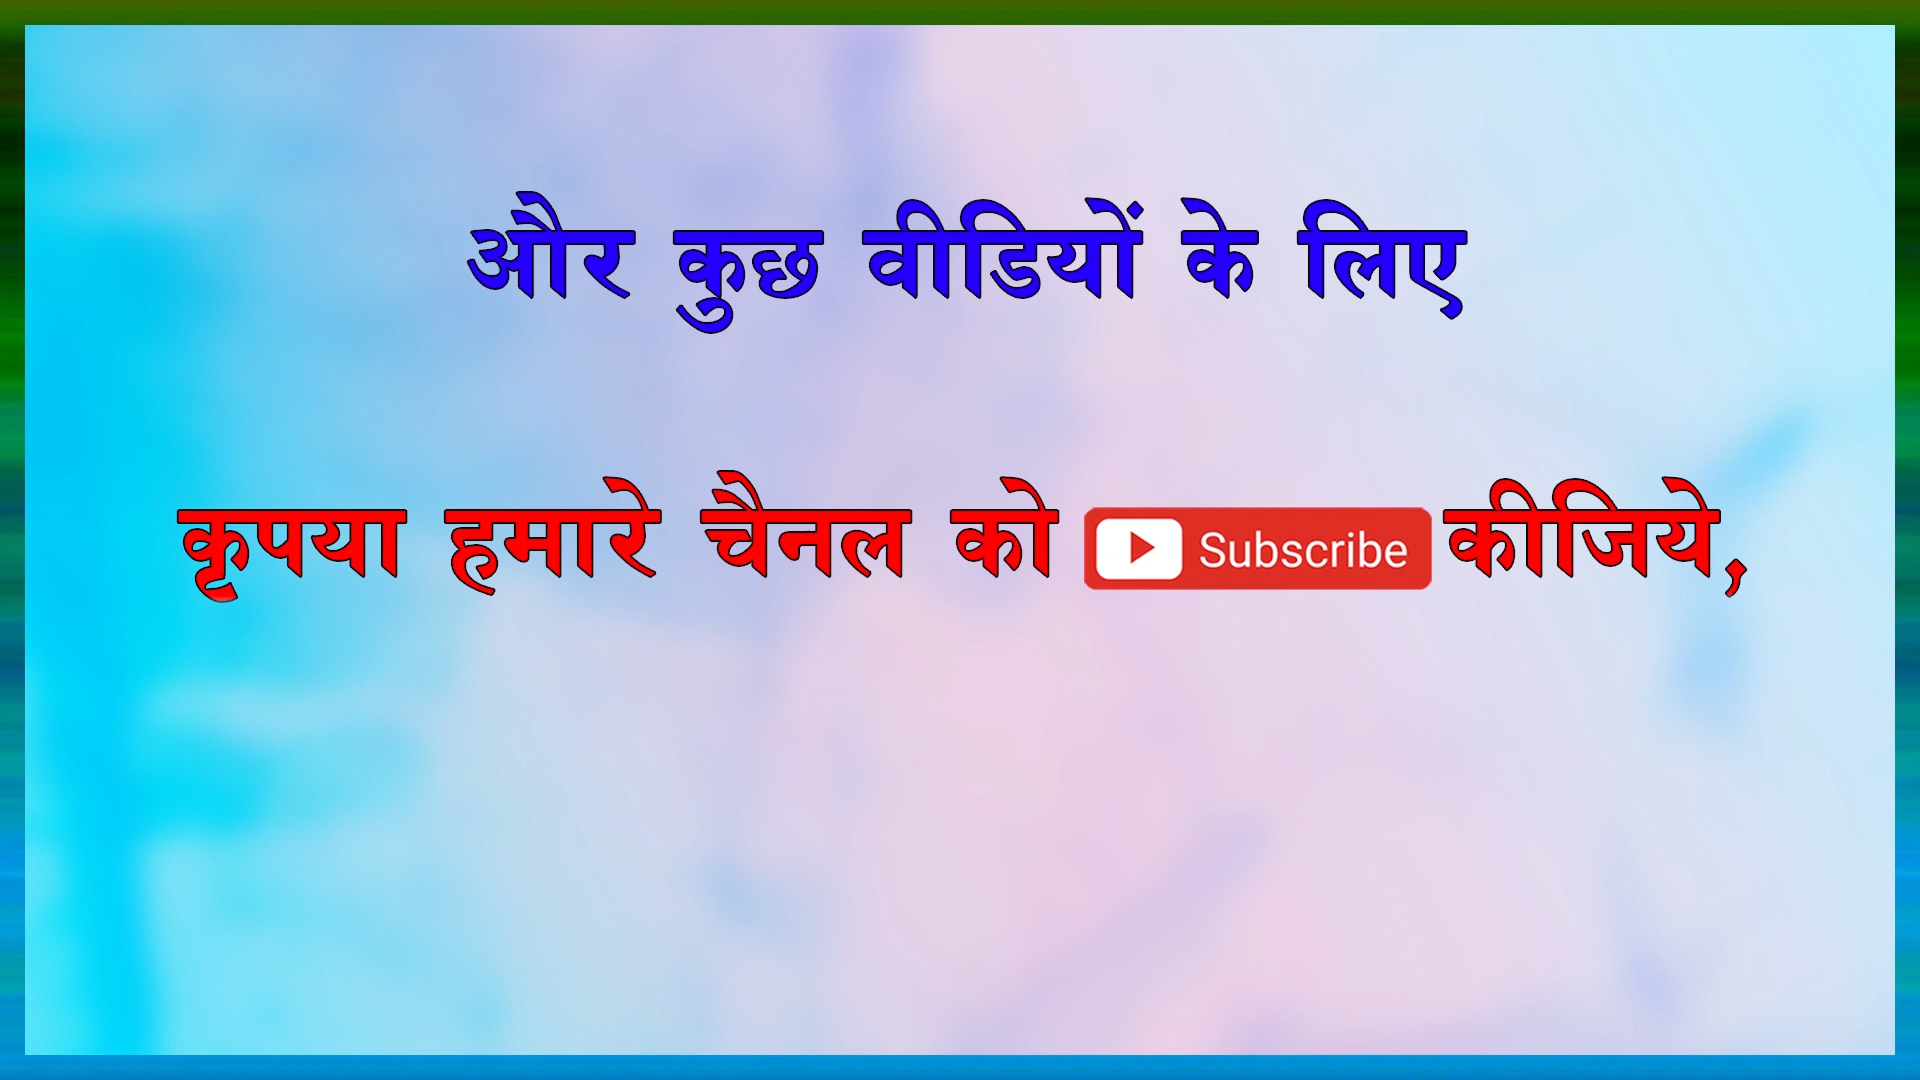 और कुछ वीडियों के लिए
कृपया हमारे चैनल को Subscribe कीजिये,